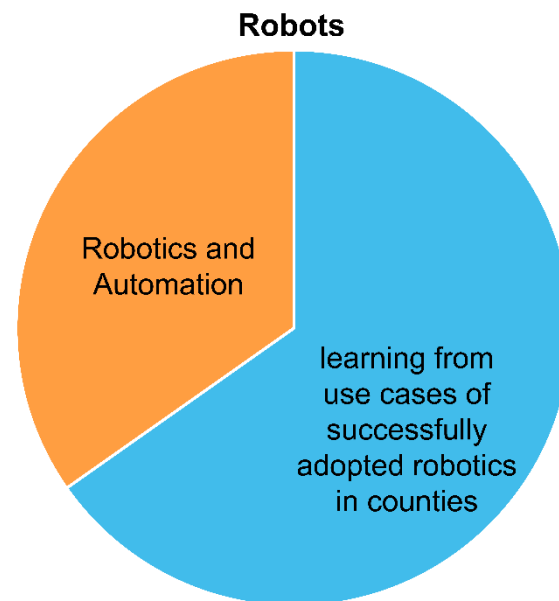 Robots
Robotics and
Automation
learning from
use cases of
successfully
adopted robotics
in counties